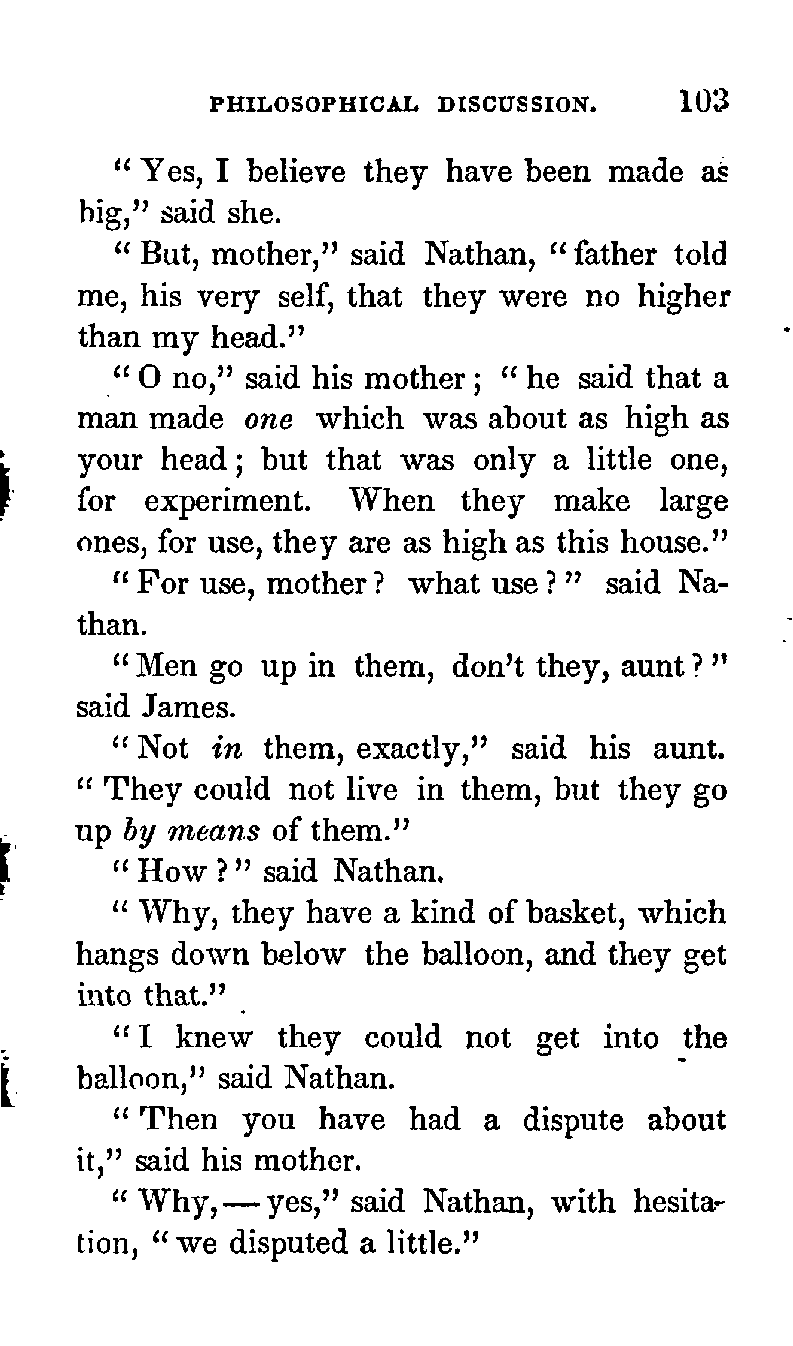 PHILOSOPHICAL DISCUSSION. 103
“Yes, I believe they have been made as
big,” said she.
“But, mother,” said Nathan, “father told
me, his very self, that they were no higher
than my head.”
“O no,” said his mother; “he said that a
man made one which was about as high as
your head; but that was only a little one,
for experiment. When they make large
ones, for use, they are as high as this house.”
“For use, mother? what use?” said Na-
than.
“Men go up in them, don’t they, aunt?”
said James.
“Not in them, exactly,” said his aunt.
“They could not live in them, but they go
up by means of them.”
“How?” said Nathan.
“Why, they have a kind of basket, which
hangs down below the balloon, and they get
into that.”
“I knew they could not get into the
balloon,” said Nathan.
“Then you have had a dispute about
it,” said his mother.
“Why,—yes,” said Nathan, with hesita-
tion, “we disputed a little.”